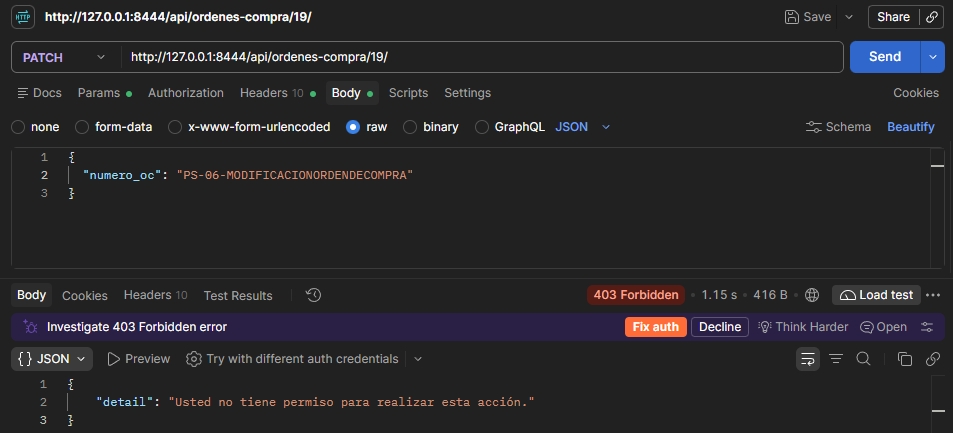 HTTP http://127.0.0.1:8444/api/ordenes-compra/19/ Save Share
PATCH http://127.0.0.1:8444/api/ordenes-compra/19/ Send
Docs Params Authorization Headers 10 Body Scripts Settings Cookies
none form-data x-www-form-urlencoded raw binary GraphQL JSON Schema Beautify
1 {
2 "numero_oc": "PS-06-MODIFICACIONORDENDECOMPRA"
3 }
Body Cookies Headers 10 Test Results 403 Forbidden • 1.15 s • 416 B • Load test
Investigate 403 Forbidden error Fix auth Decline Think Harder Open
{} JSON Preview Try with different auth credentials
1 {
2 "detail": "Usted no tiene permiso para realizar esta acción."
3 }